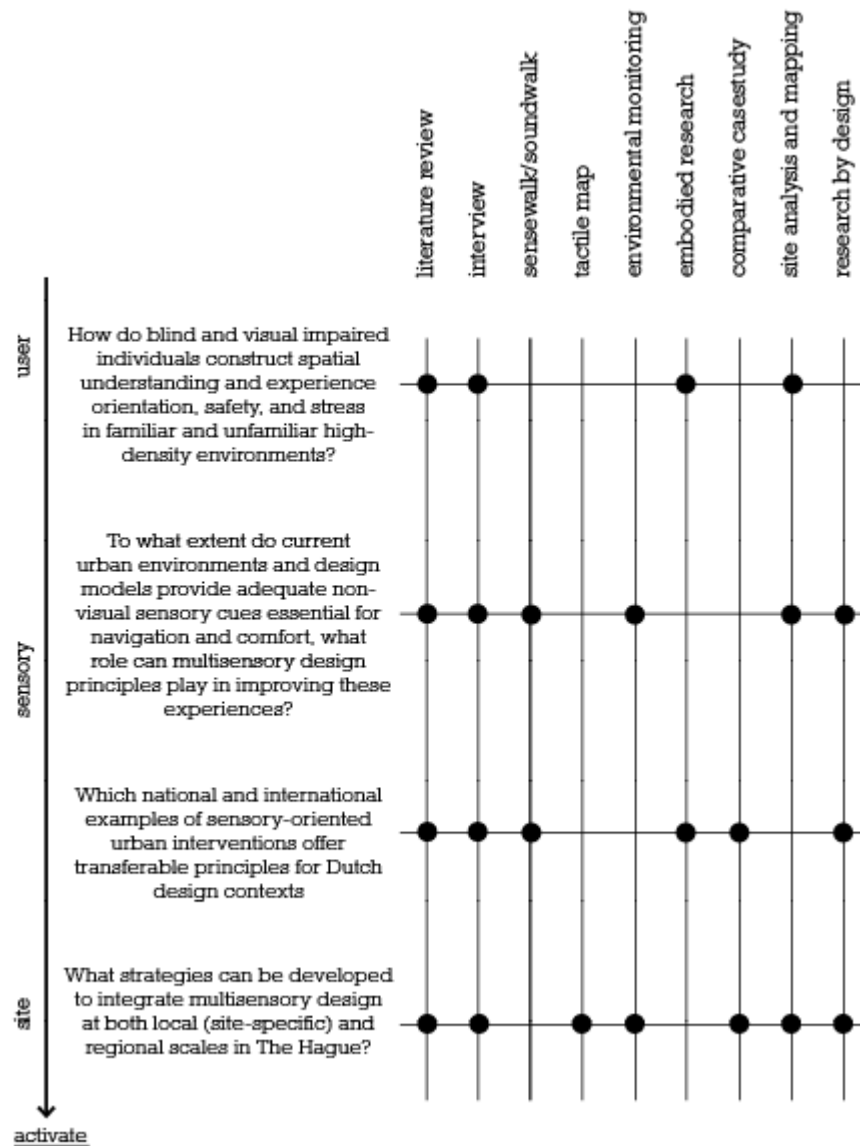 literature review
interview
sensewalk/soundwalk
tactile map
environmental monitoring
embodied research
comparative casestudy
site analysis and mapping
research by design
user
How do blind and visual impaired
individuals construct spatial
understanding and experience
orientation, safety, and stress
in familiar and unfamiliar high-
density environments?
sensory
To what extent do current
urban environments and design
models provide adequate non-
visual sensory cues essential for
navigation and comfort, what
role can multisensory design
principles play in improving these
experiences?
Which national and international
examples of sensory-oriented
urban interventions offer
transferable principles for Dutch
design contexts
site
What strategies can be developed
to integrate multisensory design
at both local (site-specific) and
regional scales in The Hague?
activate